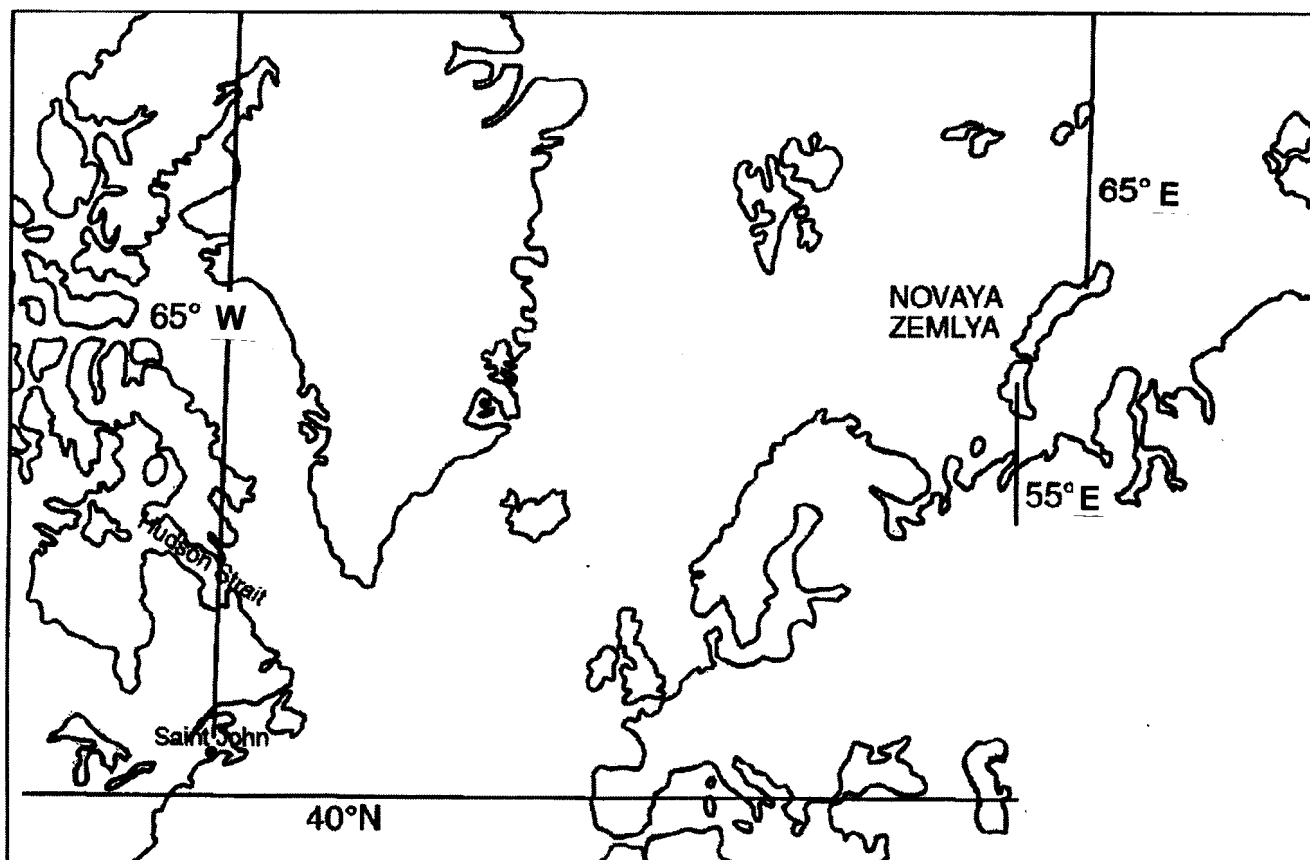 65° E
NOVAYA
ZEMLYA
65° W
55° E
Hudson Strait
Saint John
40°N